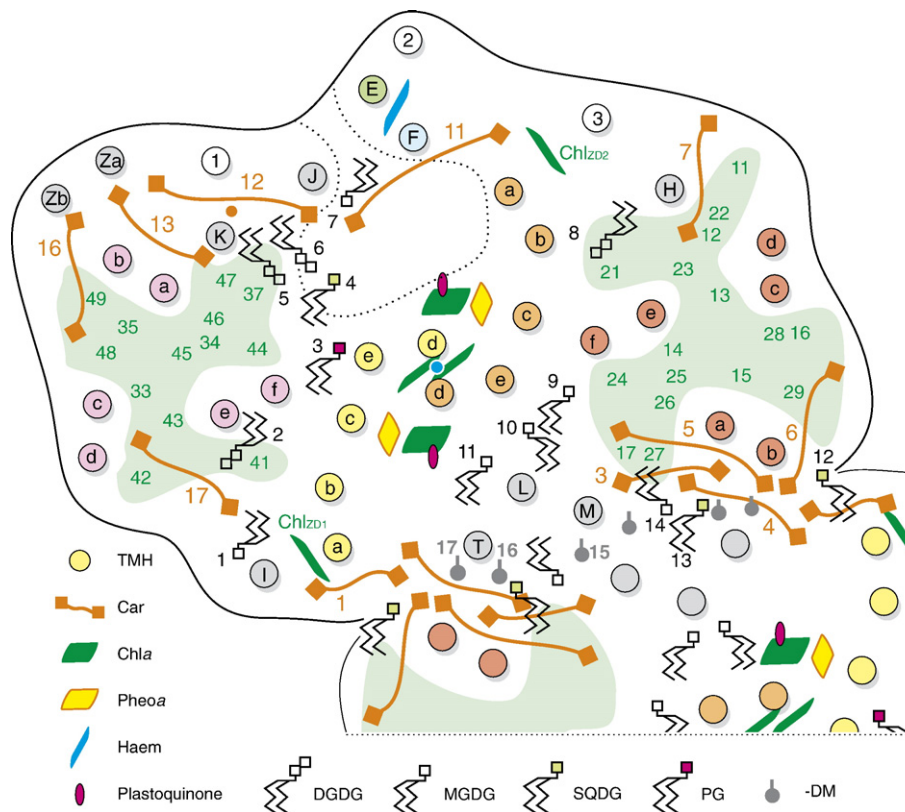 2
E
F
11
3
ChlZD2
7
11
Za
1
12
J
Zb
13
K
16
7
a
b
H
22
12
8
21
23
d
c
b
a
47
37
6
5
4
49
35
46
34
45
44
48
3
e
d
c
d
e
13
e
f
28
16
14
24
25
15
26
29
33
43
c
d
e
f
2
42
41
17
c
b
a
9
10
11
L
5
a
b
6
17
27
3
12
4
M
14
13
ChlZD1
1
I
T
17
16
15
1
TMH
Car
Chla
Pheoa
Haem
Plastoquinone
DGDG
MGDG
SQDG
PG
-DM